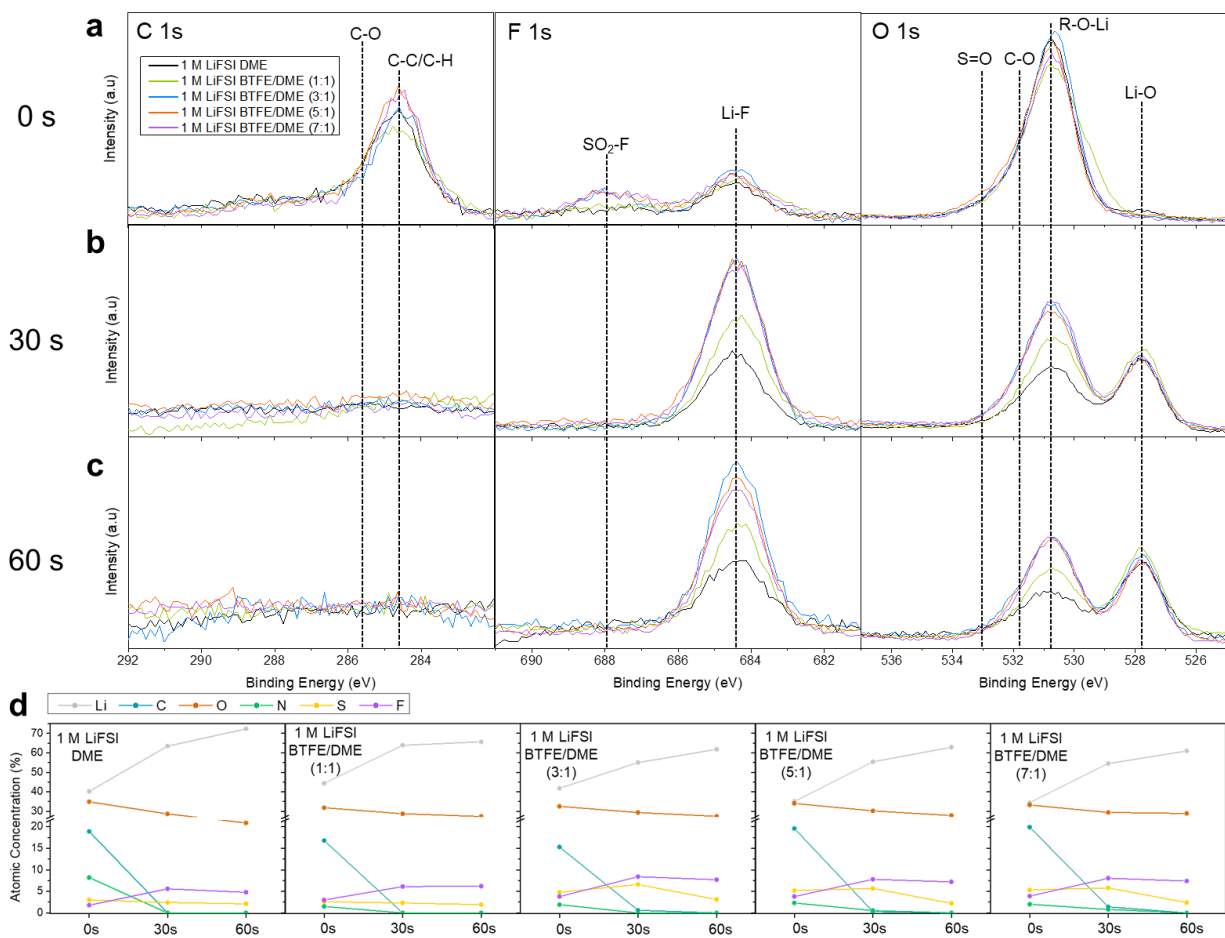 a
C 1s
F 1s
O 1s
C-O
C-C/C-H
SO2-F
Li-F
S=O
C-O
R-O-Li
Li-O
1 M LiFSI DME
1 M LiFSI BTFE/DME (1:1)
1 M LiFSI BTFE/DME (3:1)
1 M LiFSI BTFE/DME (5:1)
1 M LiFSI BTFE/DME (7:1)
0 s
Intensity (a.u)
b
30 s
Intensity (a.u)
c
60 s
Intensity (a.u)
292 290 288 286 284
690 688 686 684 682
536 534 532 530 528 526
Binding Energy (eV)
Binding Energy (eV)
Binding Energy (eV)
d
Li C O N S F
Atomic Concentration (%)
70
60
50
40
30
20
15
10
5
0
1 M LiFSI
DME
1 M LiFSI
BTFE/DME
(1:1)
1 M LiFSI
BTFE/DME
(3:1)
1 M LiFSI
BTFE/DME
(5:1)
1 M LiFSI
BTFE/DME
(7:1)
0s 30s 60s
0s 30s 60s
0s 30s 60s
0s 30s 60s
0s 30s 60s